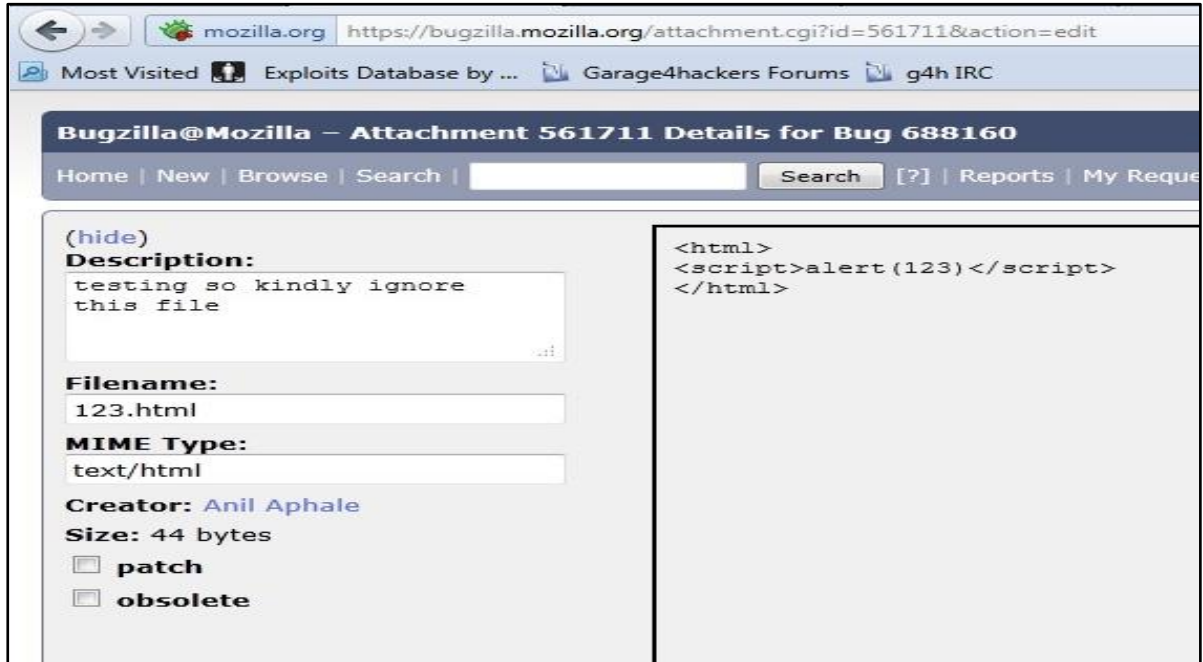 mozilla.org https://bugzilla.mozilla.org/attachment.cgi?id=561711&action=edit
Most Visited Exploits Database by ... Garage4hackers Forums g4h IRC
Bugzilla@Mozilla – Attachment 561711 Details for Bug 688160
Home | New | Browse | Search | Search [?] | Reports | My Reque
(hide)
Description:
testing so kindly ignore
this file
Filename:
123.html
MIME Type:
text/html
Creator: Anil Aphale
Size: 44 bytes
patch
obsolete
<html>
<script>alert(123)</script>
</html>